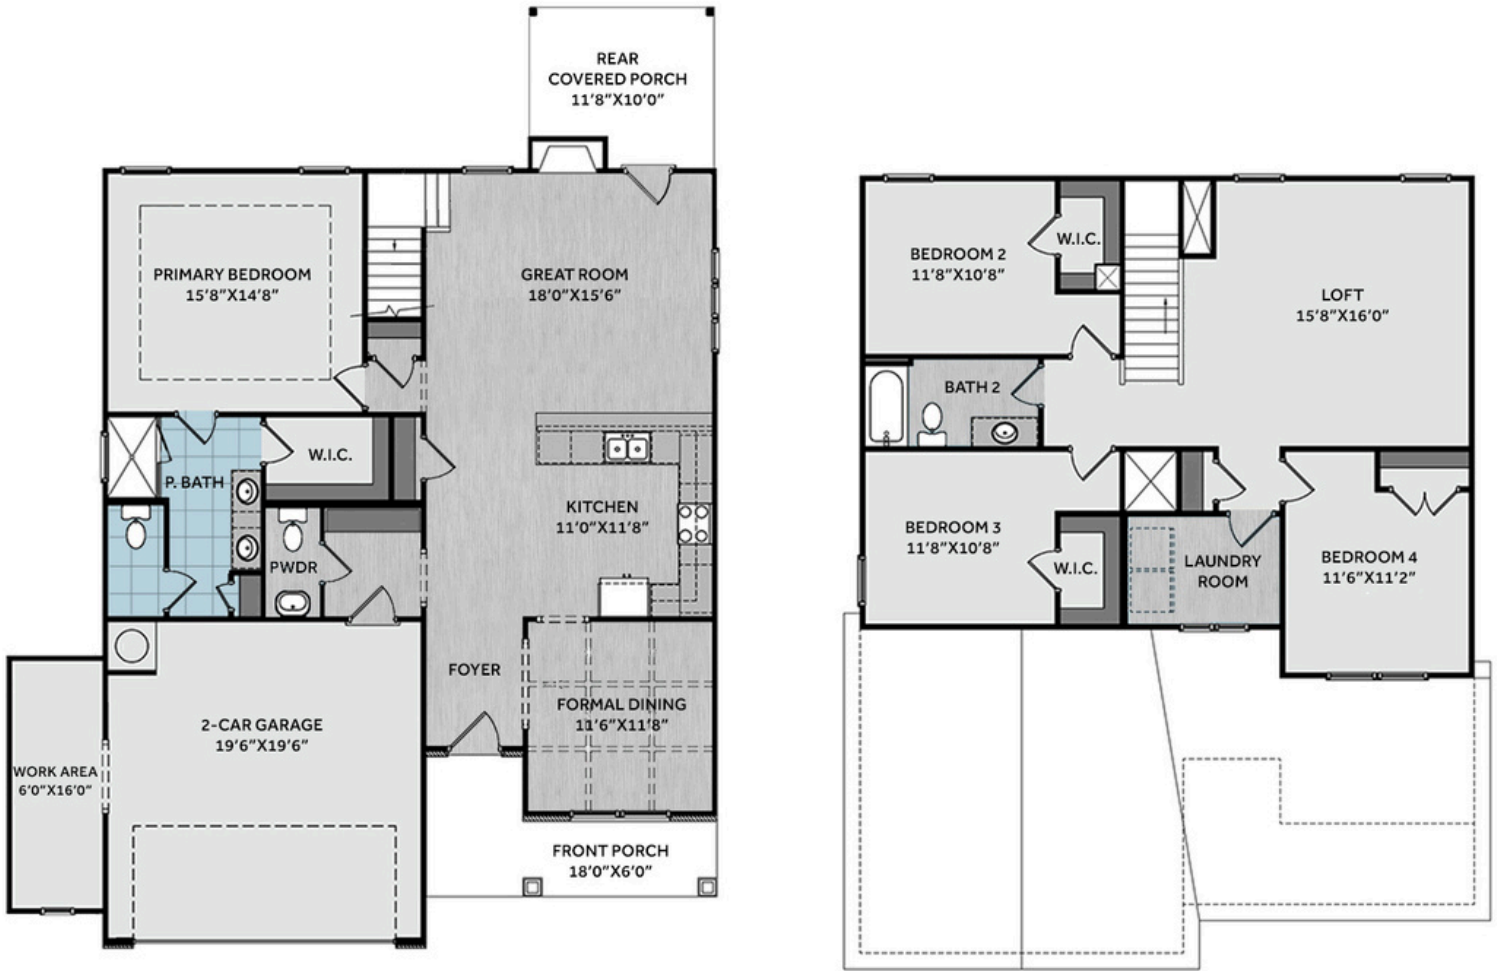 REAR
COVERED PORCH
11'8"X10'0"
PRIMARY BEDROOM
15'8"X14'8"
GREAT ROOM
18'0"X15'6"
W.I.C.
P. BATH
KITCHEN
11'0"X11'8"
PWDR
FOYER
FORMAL DINING
11'6"X11'8"
2-CAR GARAGE
19'6"X19'6"
WORK AREA
6'0"X16'0"
FRONT PORCH
18'0"X6'0"
BEDROOM 2
11'8"X10'8"
W.I.C.
LOFT
15'8"X16'0"
BATH 2
BEDROOM 3
11'8"X10'8"
W.I.C.
LAUNDRY
ROOM
BEDROOM 4
11'6"X11'2"